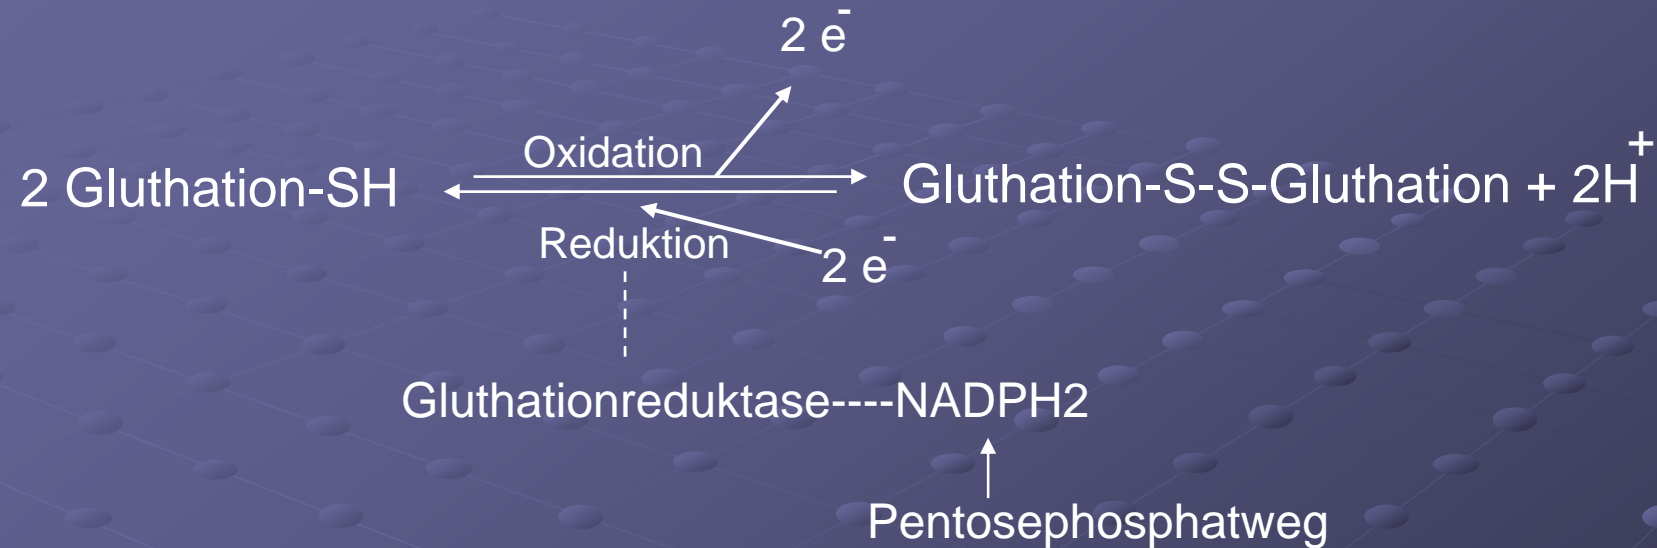 2 e⁻
Oxidation
2 Gluthation-SH Gluthation-S-S-Gluthation + 2H⁺
Reduktion
2 e⁻
Gluthationreduktase----NADPH2
Pentosephosphatweg